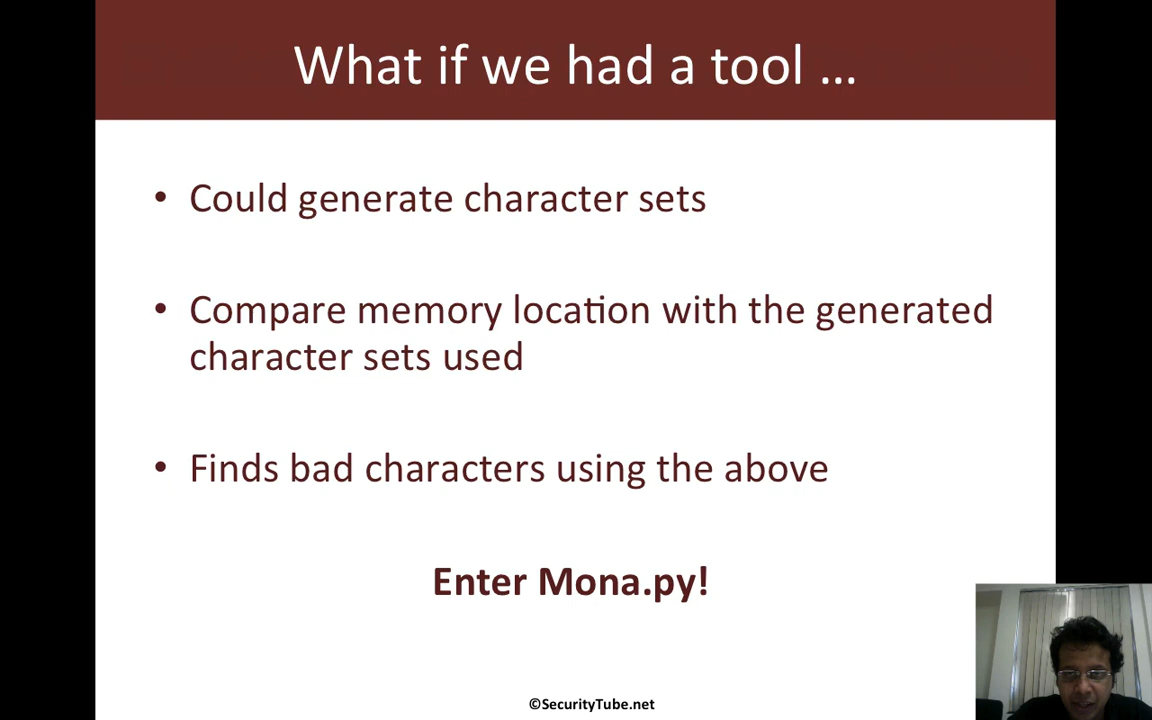 What if we had a tool ...
• Could generate character sets
• Compare memory location with the generated
character sets used
• Finds bad characters using the above
Enter Mona.py!
©SecurityTube.net